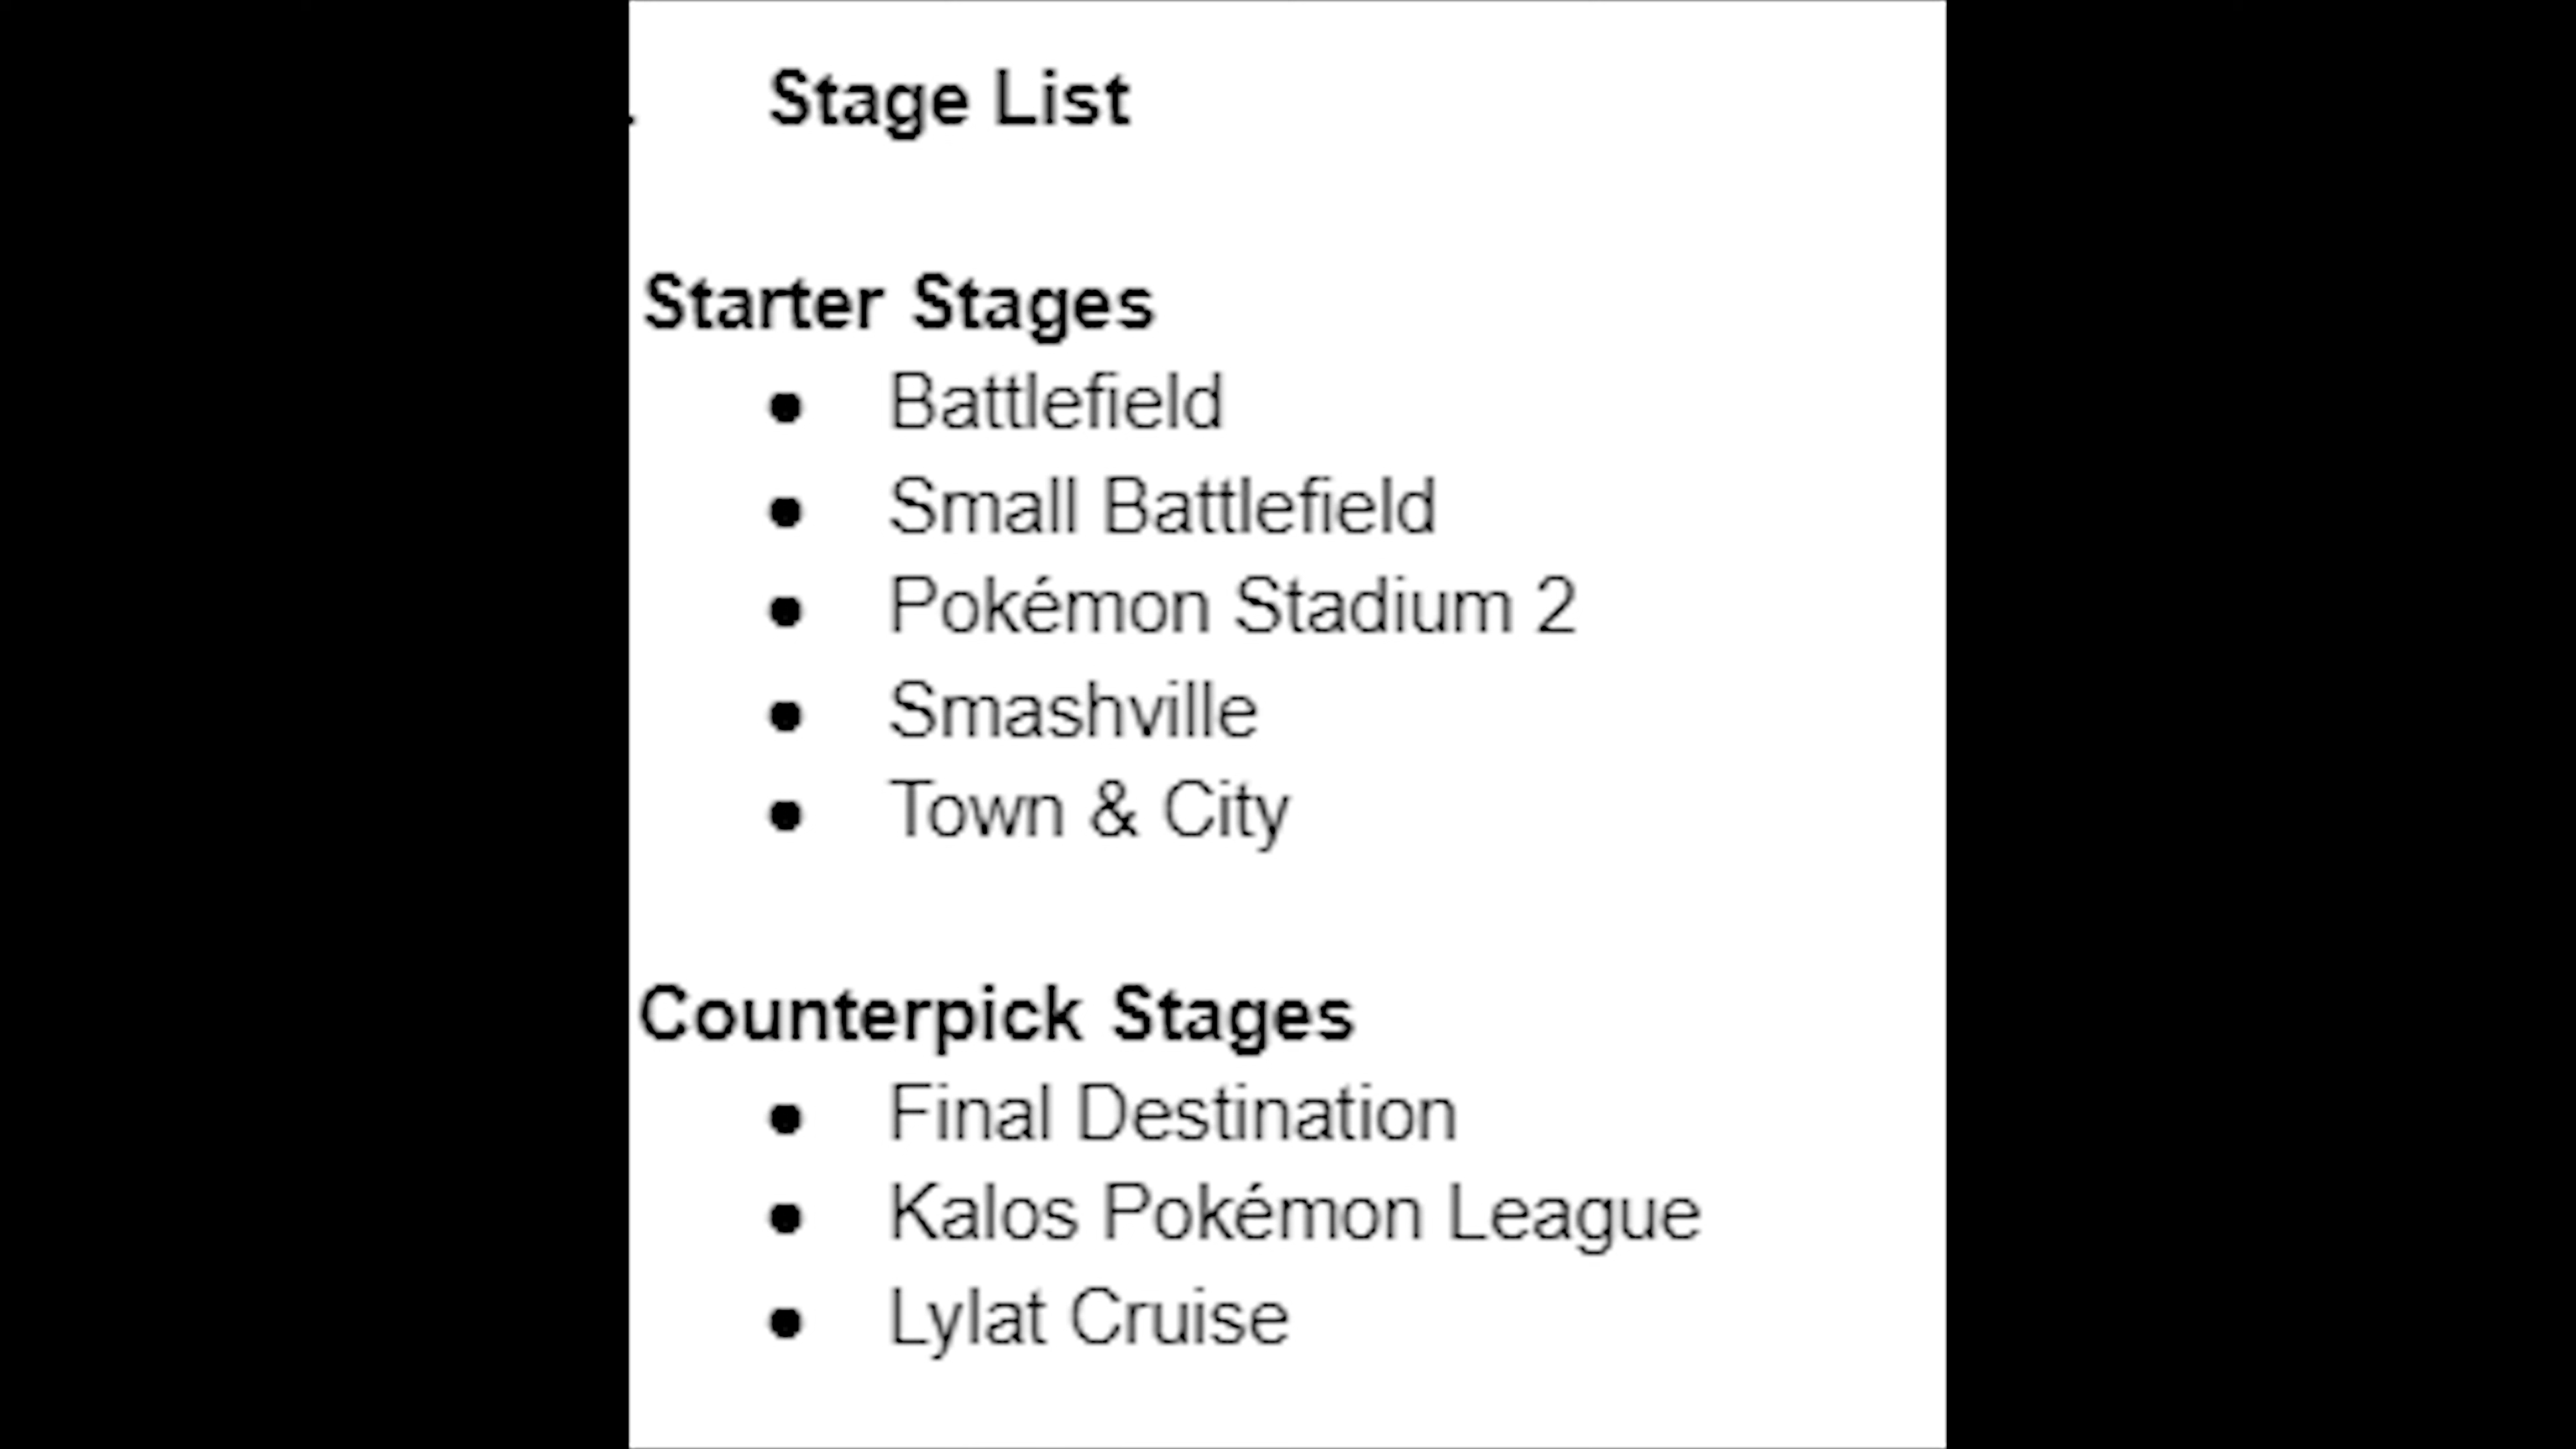 . Stage List
Starter Stages
● Battlefield
● Small Battlefield
● Pokémon Stadium 2
● Smashville
● Town & City
Counterpick Stages
● Final Destination
● Kalos Pokémon League
● Lylat Cruise